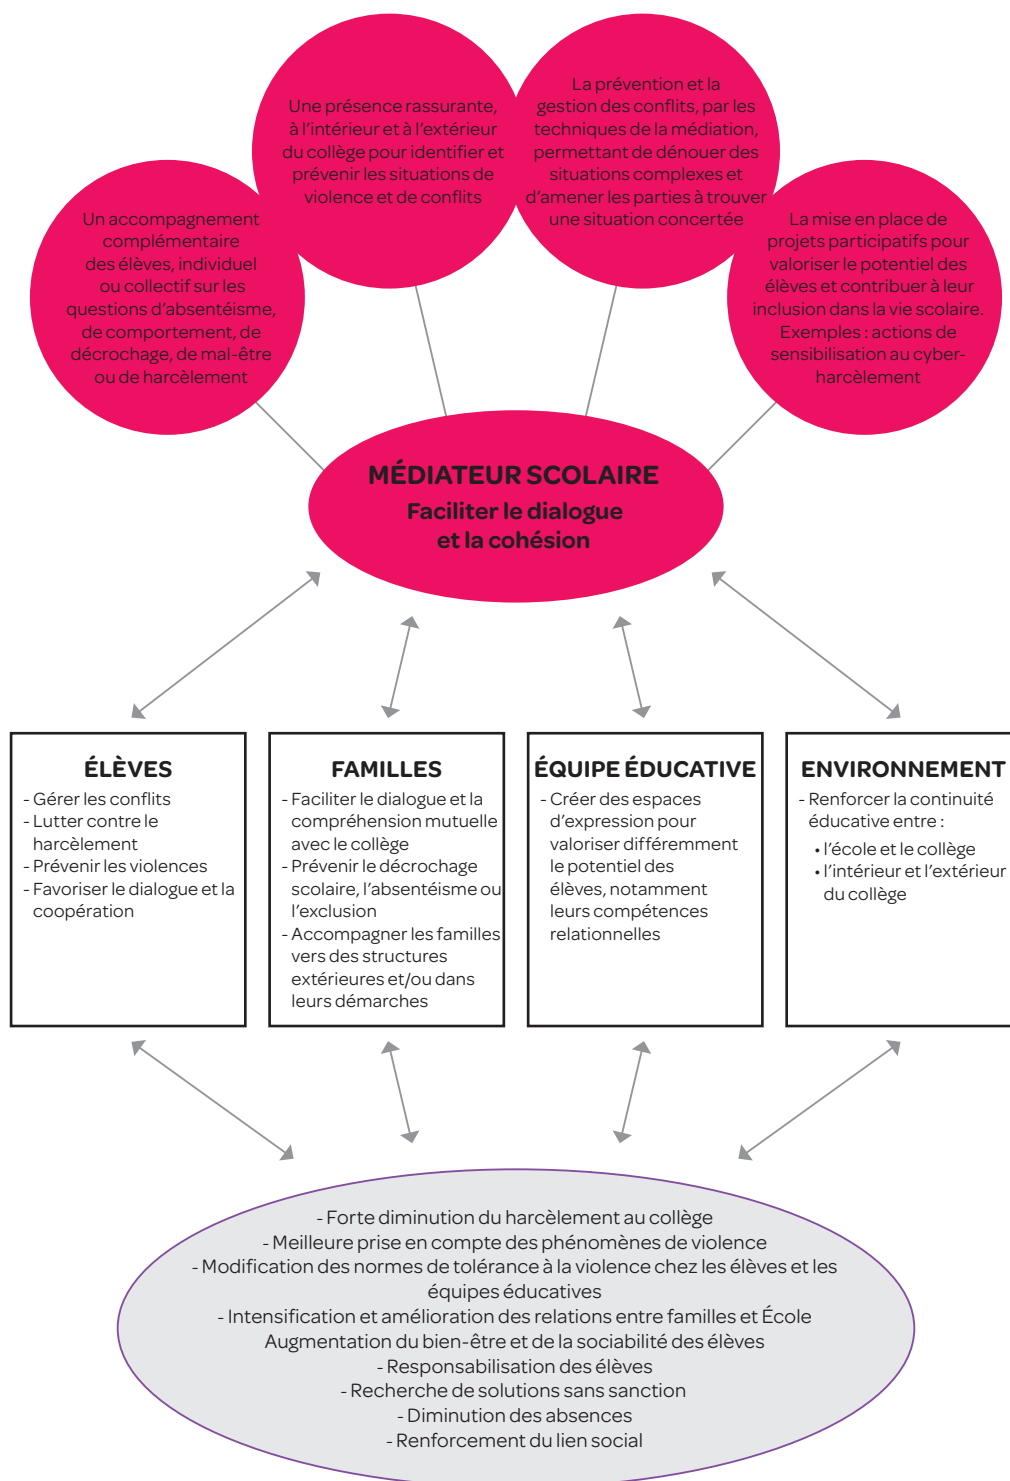 Un accompagnement
complémentaire
des élèves, individuel
ou collectif sur les
questions d’absentéisme,
de comportement, de
décrochage, de mal-être
ou de harcèlement
Une présence rassurante,
à l’intérieur et à l’extérieur
du collège pour identifier et
prévenir les situations de
violence et de conflits
La prévention et la
gestion des conflits, par les
techniques de la médiation,
permettant de dénouer des
situations complexes et
d’amener les parties à trouver
une situation concertée
La mise en place de
projets participatifs pour
valoriser le potentiel des
élèves et contribuer à leur
inclusion dans la vie scolaire.
Exemples : actions de
sensibilisation au cyber-
harcèlement
MÉDIATEUR SCOLAIRE
Faciliter le dialogue
et la cohésion
ÉLÈVES
- Gérer les conflits
- Lutter contre le
harcèlement
- Prévenir les violences
- Favoriser le dialogue et la
coopération
FAMILLES
- Faciliter le dialogue et la
compréhension mutuelle
avec le collège
- Prévenir le décrochage
scolaire, l’absentéisme ou
l’exclusion
- Accompagner les familles
vers des structures
extérieures et/ou dans
leurs démarches
ÉQUIPE ÉDUCATIVE
- Créer des espaces
d’expression pour
valoriser différemment
le potentiel des
élèves, notamment
leurs compétences
relationnelles
ENVIRONNEMENT
- Renforcer la continuité
éducative entre :
• l’école et le collège
• l’intérieur et l’extérieur
du collège
- Forte diminution du harcèlement au collège
- Meilleure prise en compte des phénomènes de violence
- Modification des normes de tolérance à la violence chez les élèves et les
équipes éducatives
- Intensification et amélioration des relations entre familles et École
Augmentation du bien-être et de la sociabilité des élèves
- Responsabilisation des élèves
- Recherche de solutions sans sanction
- Diminution des absences
- Renforcement du lien social